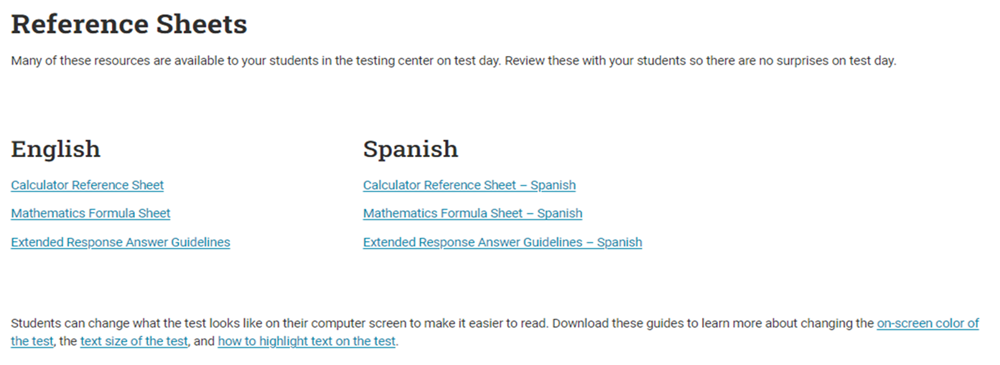 Reference Sheets
Many of these resources are available to your students in the testing center on test day. Review these with your students so there are no surprises on test day.
English
Calculator Reference Sheet
Mathematics Formula Sheet
Extended Response Answer Guidelines
Spanish
Calculator Reference Sheet – Spanish
Mathematics Formula Sheet – Spanish
Extended Response Answer Guidelines – Spanish
Students can change what the test looks like on their computer screen to make it easier to read. Download these guides to learn more about changing the on-screen color of
the test, the text size of the test, and how to highlight text on the test.